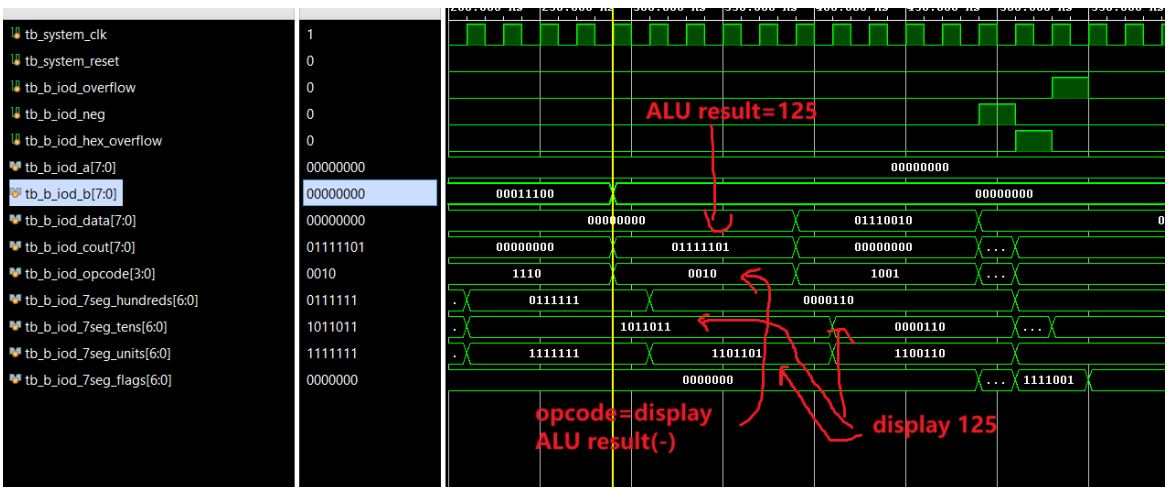 tb_system_clk 1
tb_system_reset 0
tb_b_iod_overflow 0
tb_b_iod_neg 0
ALU result=125
tb_b_iod_hex_overflow 0
tb_b_iod_a[7:0] 00000000 00000000
tb_b_iod_b[7:0] 00000000 00011100 00000000
tb_b_iod_data[7:0] 00000000 00000000 01110010 0
tb_b_iod_cout[7:0] 01111101 00000000 01111101 00000000 ...
tb_b_iod_opcode[3:0] 0010 1110 0010 1001 ...
tb_b_iod_7seg_hundreds[6:0] 0111111 . 0111111 0000110
tb_b_iod_7seg_tens[6:0] 1011011 . 1011011 0000110 ...
tb_b_iod_7seg_units[6:0] 1111111 . 1111111 1101101 1100110
tb_b_iod_7seg_flags[6:0] 0000000 0000000 ... 1111001
opcode=display
ALU result(-)
display 125